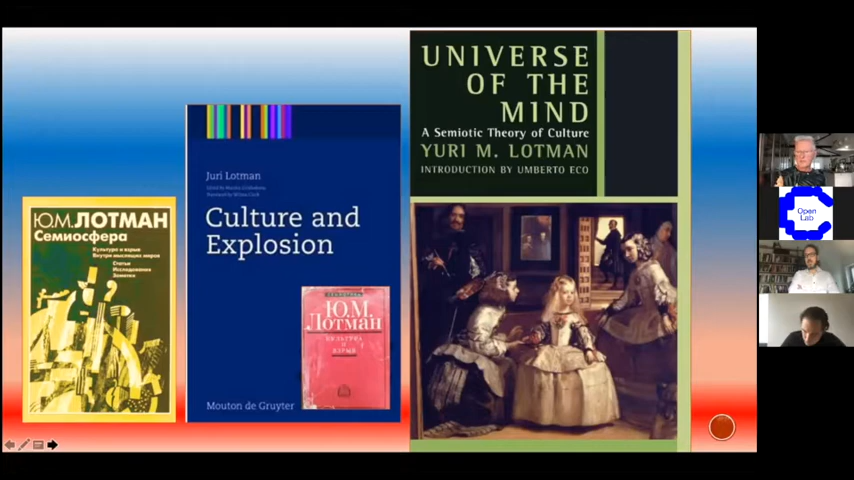 Ю.М.ЛОТМАН
Семиосфера
Культура и взрыв
Внутри мыслящих миров
Статьи
Исследования
Заметки
Juri Lotman
Culture and
Explosion
Ю.М.
Лотман
КУЛЬТУРА
И
ВЗРЫВ
Mouton de Gruyter
UNIVERSE
OF THE
MIND
A Semiotic Theory of Culture
YURI M. LOTMAN
INTRODUCTION BY UMBERTO ECO
Open
Lab